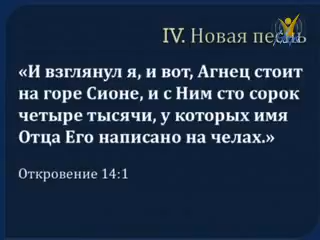 IV. Новая песнь
«И взглянул я, и вот, Агнец стоит
на горе Сионе, и с Ним сто сорок
четыре тысячи, у которых имя
Отца Его написано на челах.»
Откровение 14:1